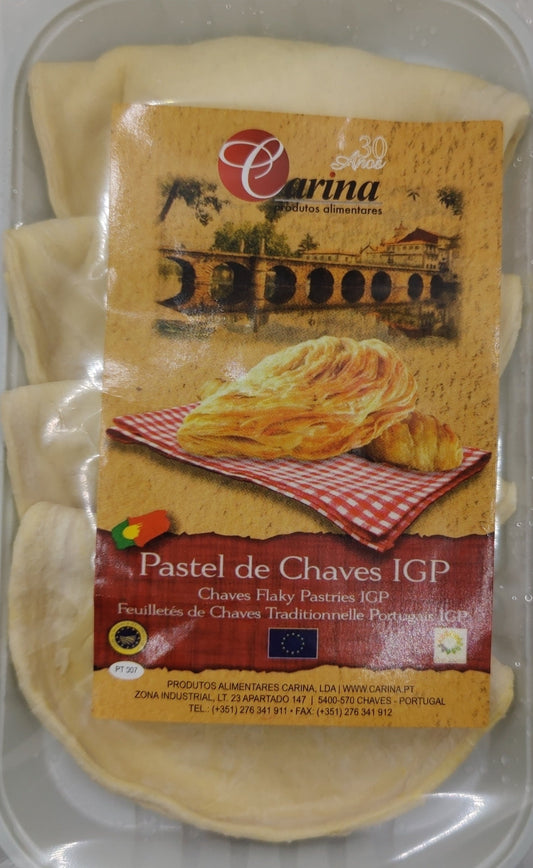 30
Anos
Carina
produtos alimentares
Pastel de Chaves IGP
Chaves Flaky Pastries IGP
Feuilletés de Chaves Traditionnelle Portugais IGP
PT 007
PRODUTOS ALIMENTARES CARINA, LDA | WWW.CARINA.PT
ZONA INDUSTRIAL, LT. 23 APARTADO 147 | 5400-570 CHAVES - PORTUGAL
TEL.: (+351) 276 341 911 • FAX: (+351) 276 341 912